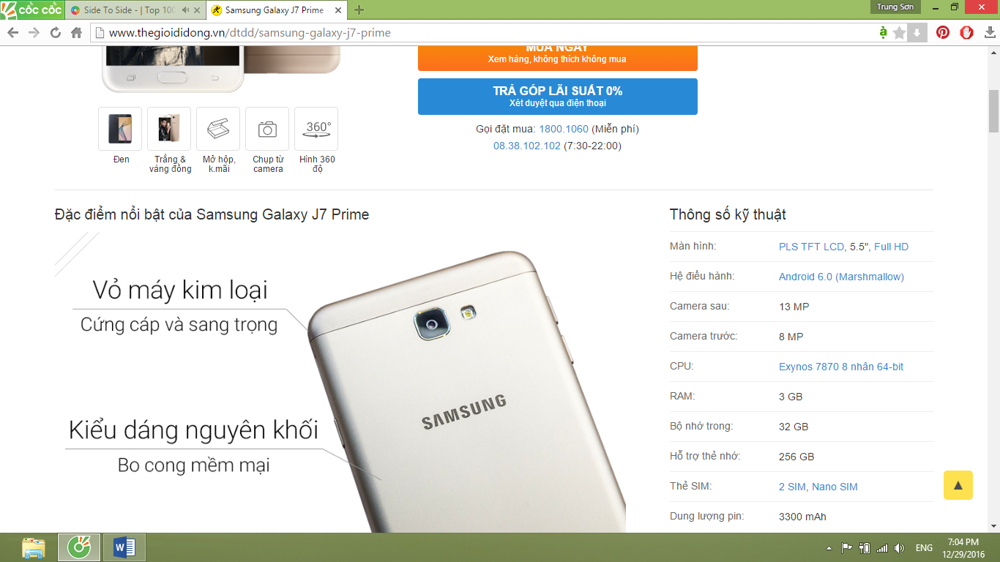 CỐC CỐC
Side To Side - | Top 100
Samsung Galaxy J7 Prime -
Trung Sơn
www.thegioididong.vn/dtdd/samsung-galaxy-j7-prime
MUA NGAY
Xem hàng, không thích không mua
TRẢ GÓP LÃI SUẤT 0%
Xét duyệt qua điện thoại
Gọi đặt mua: 1800.1060 (Miễn phí)
08.38.102.102 (7:30-22:00)
360°
Đen
Trắng &
vàng đồng
Mở hộp,
k.mãi
Chụp từ
camera
Hình 360
độ
Đặc điểm nổi bật của Samsung Galaxy J7 Prime
Vỏ máy kim loại
Cứng cáp và sang trọng
SAMSUNG
Kiểu dáng nguyên khối
Bo cong mềm mại
Thông số kỹ thuật
Màn hình: PLS TFT LCD, 5.5", Full HD
Hệ điều hành: Android 6.0 (Marshmallow)
Camera sau: 13 MP
Camera trước: 8 MP
CPU: Exynos 7870 8 nhân 64-bit
RAM: 3 GB
Bộ nhớ trong: 32 GB
Hỗ trợ thẻ nhớ: 256 GB
Thẻ SIM: 2 SIM, Nano SIM
Dung lượng pin: 3300 mAh
ENG
7:04 PM
12/29/2016